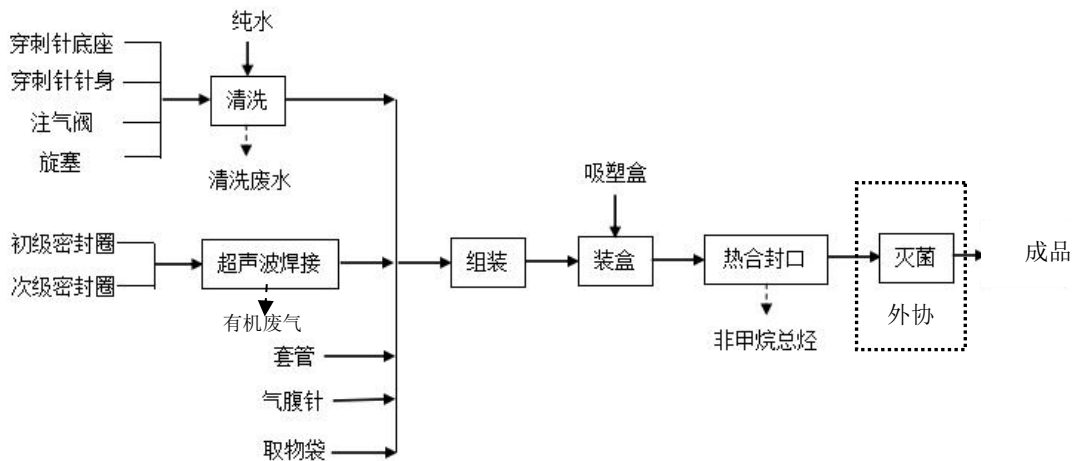 纯水
穿刺针底座
穿刺针针身
清洗
注气阀
旋塞
清洗废水
吸塑盒
初级密封圈
超声波焊接
组装
装盒
热合封口
灭菌
成品
次级密封圈
有机废气
外协
非甲烷总烃
套管
气腹针
取物袋